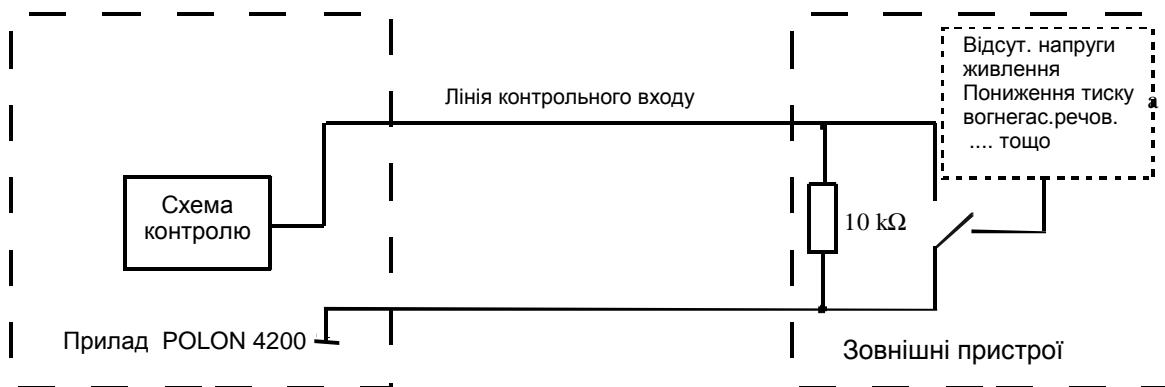 Відсут. напруги
живлення
Пониження тиску
вогнегас.речов.
.... тощо
а
Лінія контрольного входу
Схема
контролю
10 kΩ
Прилад POLON 4200
Зовнішні пристрої